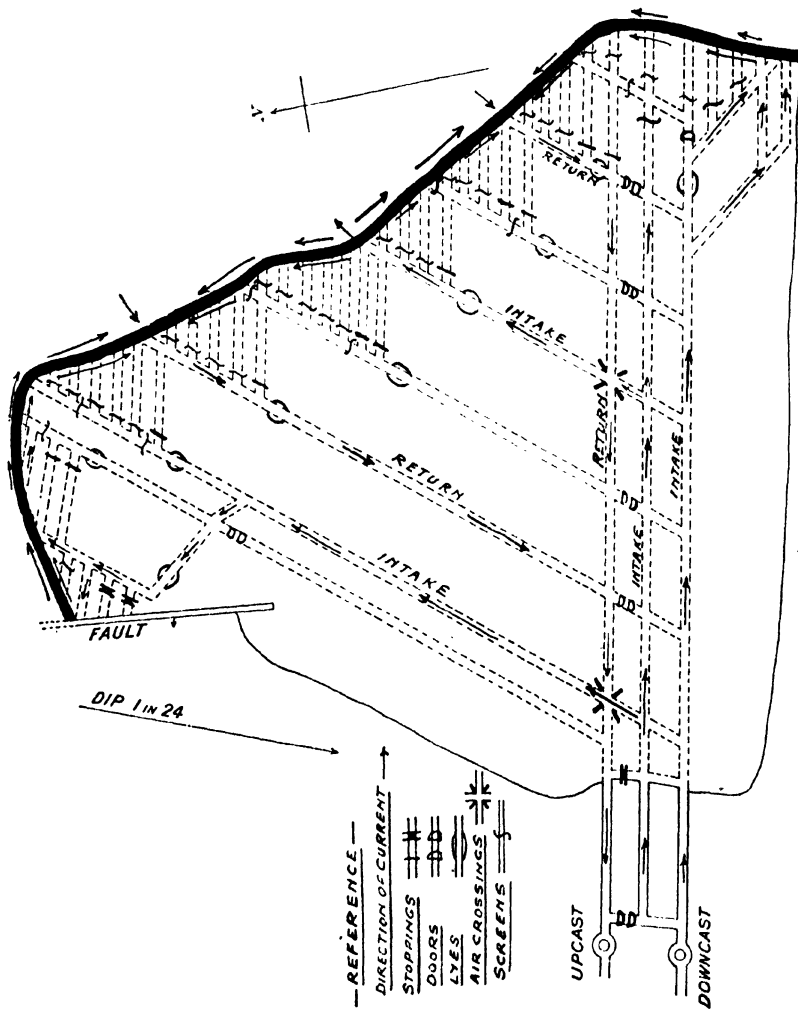 N
RETURN
INTAKE
RETURN
RETURN
INTAKE
INTAKE
INTAKE
FAULT
DIP 1 IN 24
— REFERENCE —
DIRECTION OF CURRENT
STOPPINGS
DOORS
LYES
AIR CROSSINGS
SCREENS
UPCAST
DOWNCAST